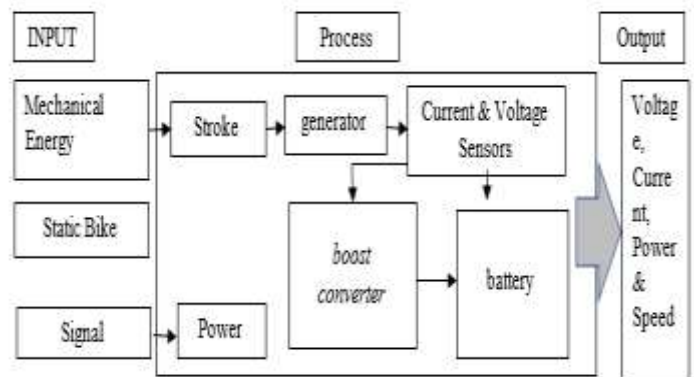 INPUT
Process
Output
Mechanical
Energy
Stroke
generator
Current & Voltage
Sensors
Voltag
e,
Curre
nt,
Power
&
Speed
Static Bike
boost
converter
battery
Signal
Power